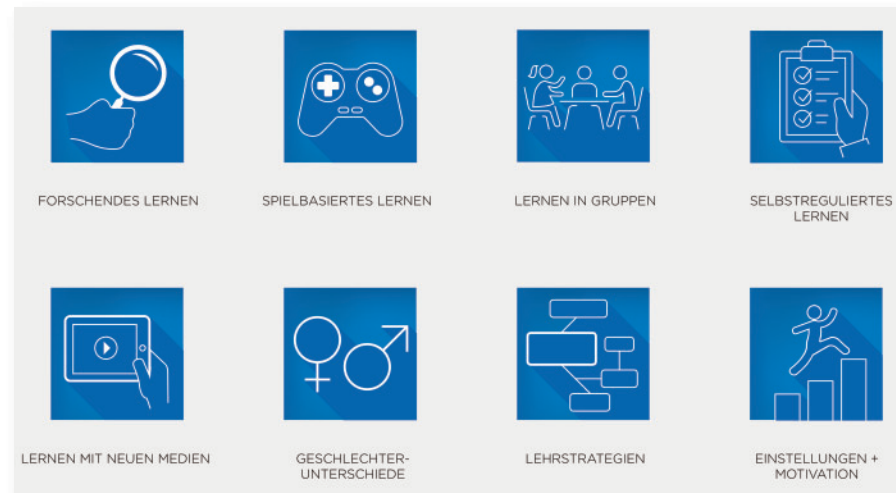 FORSCHENDES LERNEN
SPIELBASIERTES LERNEN
LERNEN IN GRUPPEN
SELBSTREGULIERTES
LERNEN
LERNEN MIT NEUEN MEDIEN
GESCHLECHTER-
UNTERSCHIEDE
LEHRSTRATEGIEN
EINSTELLUNGEN +
MOTIVATION